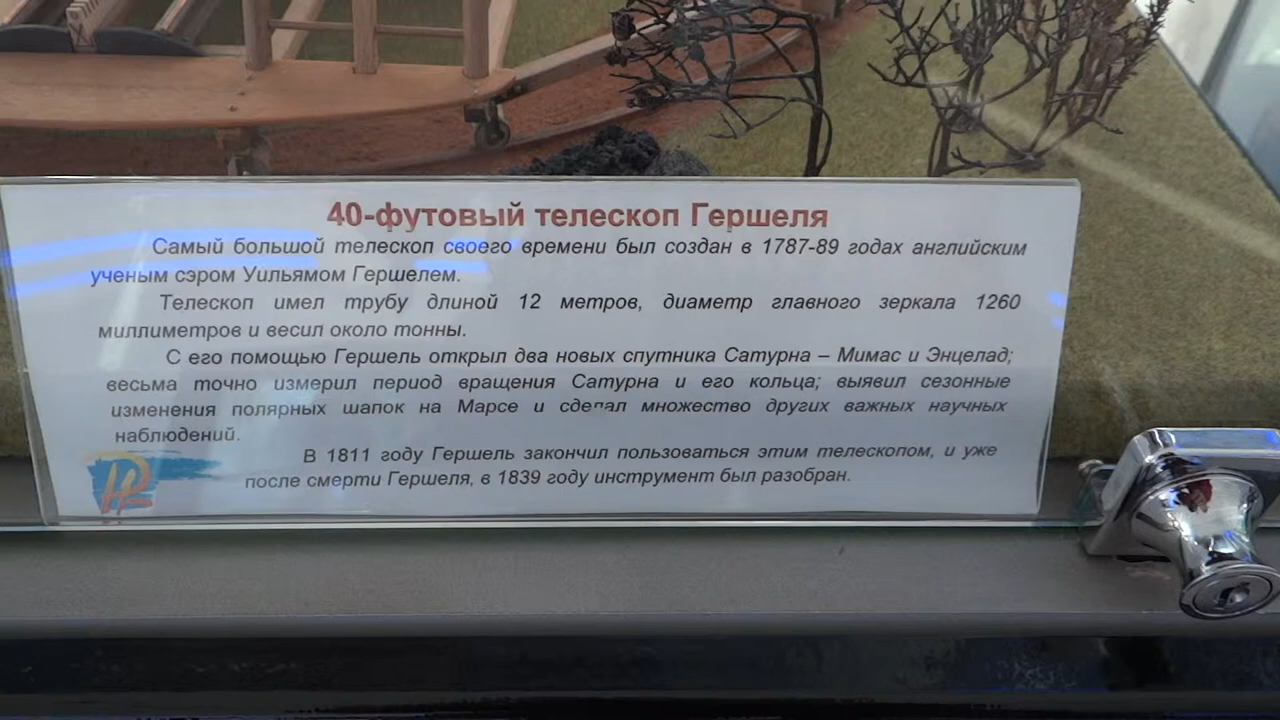 40-футовый телескоп Гершеля
Самый большой телескоп своего времени был создан в 1787-89 годах английским
ученым сэром Уильямом Гершелем.
Телескоп имел трубу длиной 12 метров, диаметр главного зеркала 1260
миллиметров и весил около тонны.
С его помощью Гершель открыл два новых спутника Сатурна – Мимас и Энцелад;
весьма точно измерил период вращения Сатурна и его кольца; выявил сезонные
изменения полярных шапок на Марсе и сделал множество других важных научных
наблюдений.
В 1811 году Гершель закончил пользоваться этим телескопом, и уже
после смерти Гершеля, в 1839 году инструмент был разобран.